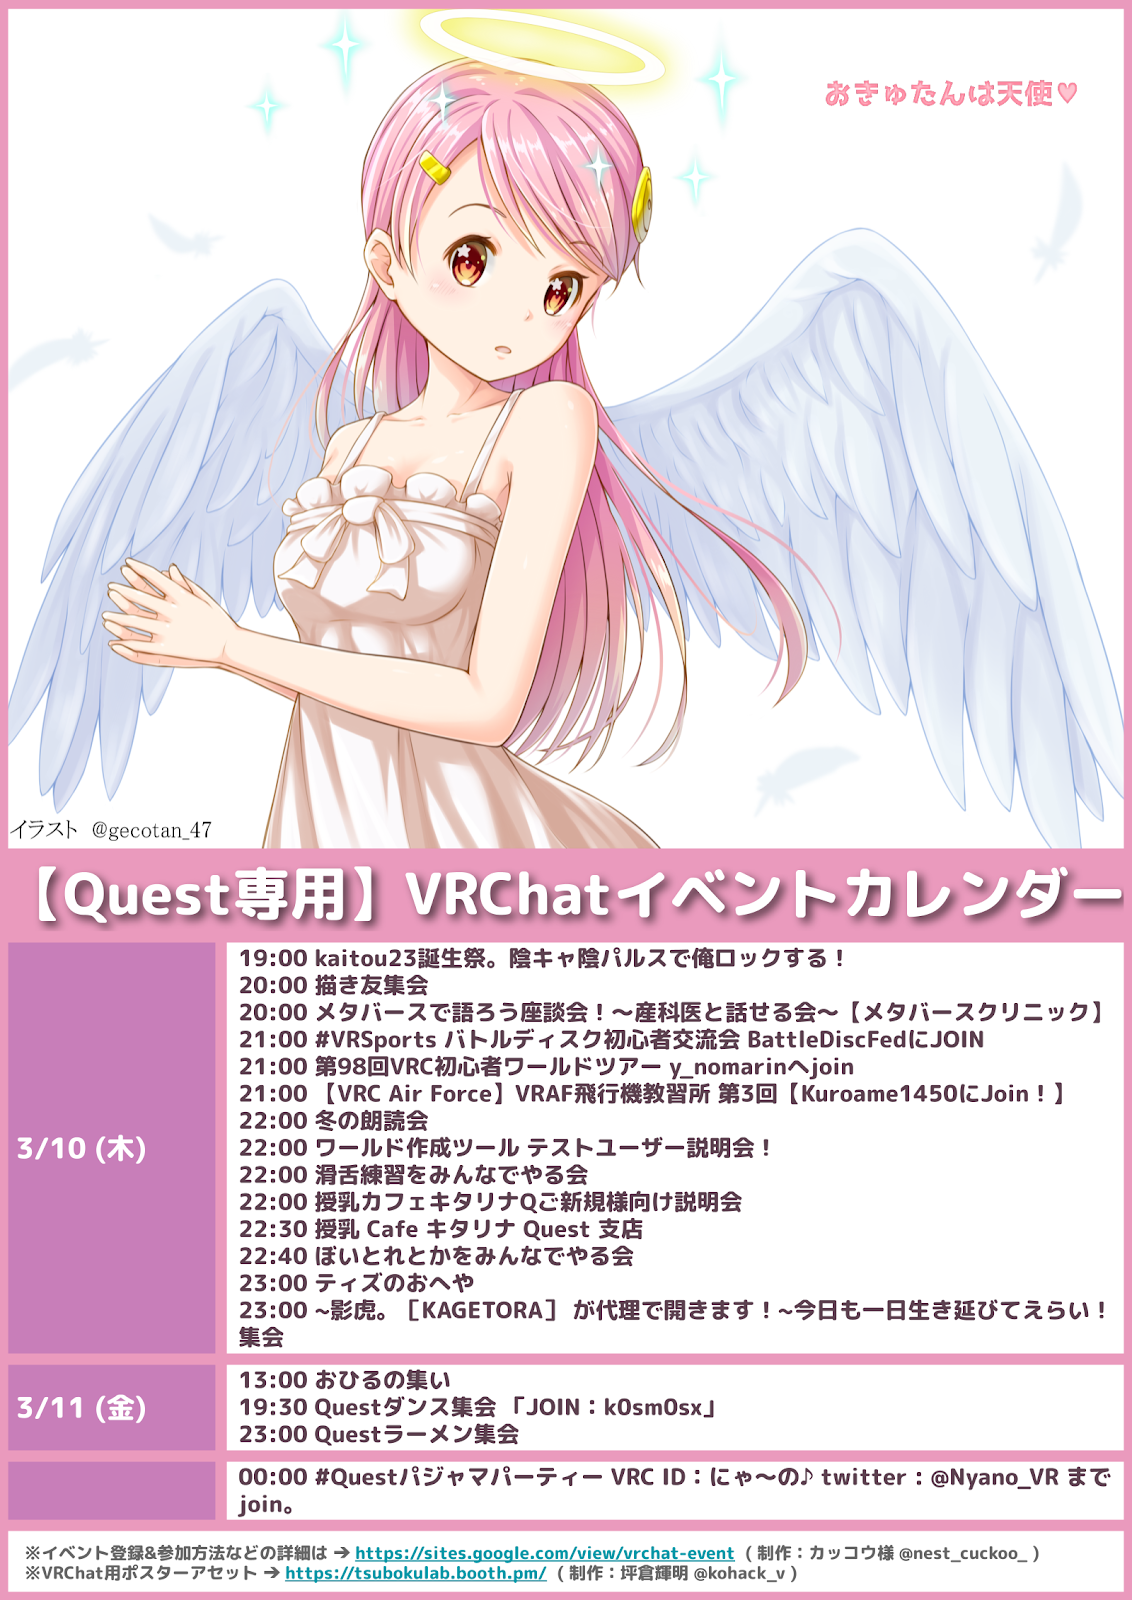 おきゅたんは天使♥
イラスト @gecotan_47
【Quest専用】VRChatイベントカレンダー
3/10 (木)
19:00 kaitou23誕生祭。陰キャ陰パルスで俺ロックする！
20:00 描き友集会
20:00 メタバースで語ろう座談会！～産科医と話せる会～【メタバースクリニック】
21:00 #VRSports バトルディスク初心者交流会 BattleDiscFedにJOIN
21:00 第98回VRC初心者ワールドツアー y_nomarinへjoin
21:00 【VRC Air Force】VRAF飛行機教習所 第3回【Kuroame1450にJoin！】
22:00 冬の朗読会
22:00 ワールド作成ツール テストユーザー説明会！
22:00 滑舌練習をみんなでやる会
22:00 授乳カフェキタリナQご新規様向け説明会
22:30 授乳 Cafe キタリナ Quest 支店
22:40 ぼいとれとかをみんなでやる会
23:00 ティズのおへや
23:00 ~影虎。［KAGETORA］ が代理で開きます！~今日も一日生き延びてえらい！
集会
3/11 (金)
13:00 おひるの集い
19:30 Questダンス集会 「JOIN：k0sm0sx」
23:00 Questラーメン集会
00:00 #Questパジャマパーティー VRC ID：にゃ～の♪ twitter : @Nyano_VR まで
join。
※イベント登録&参加方法などの詳細は → https://sites.google.com/view/vrchat-event ( 制作：カッコウ様 @nest_cuckoo_ )
※VRChat用ポスターアセット → https://tsubokulab.booth.pm/ ( 制作：坪倉輝明 @kohack_v )